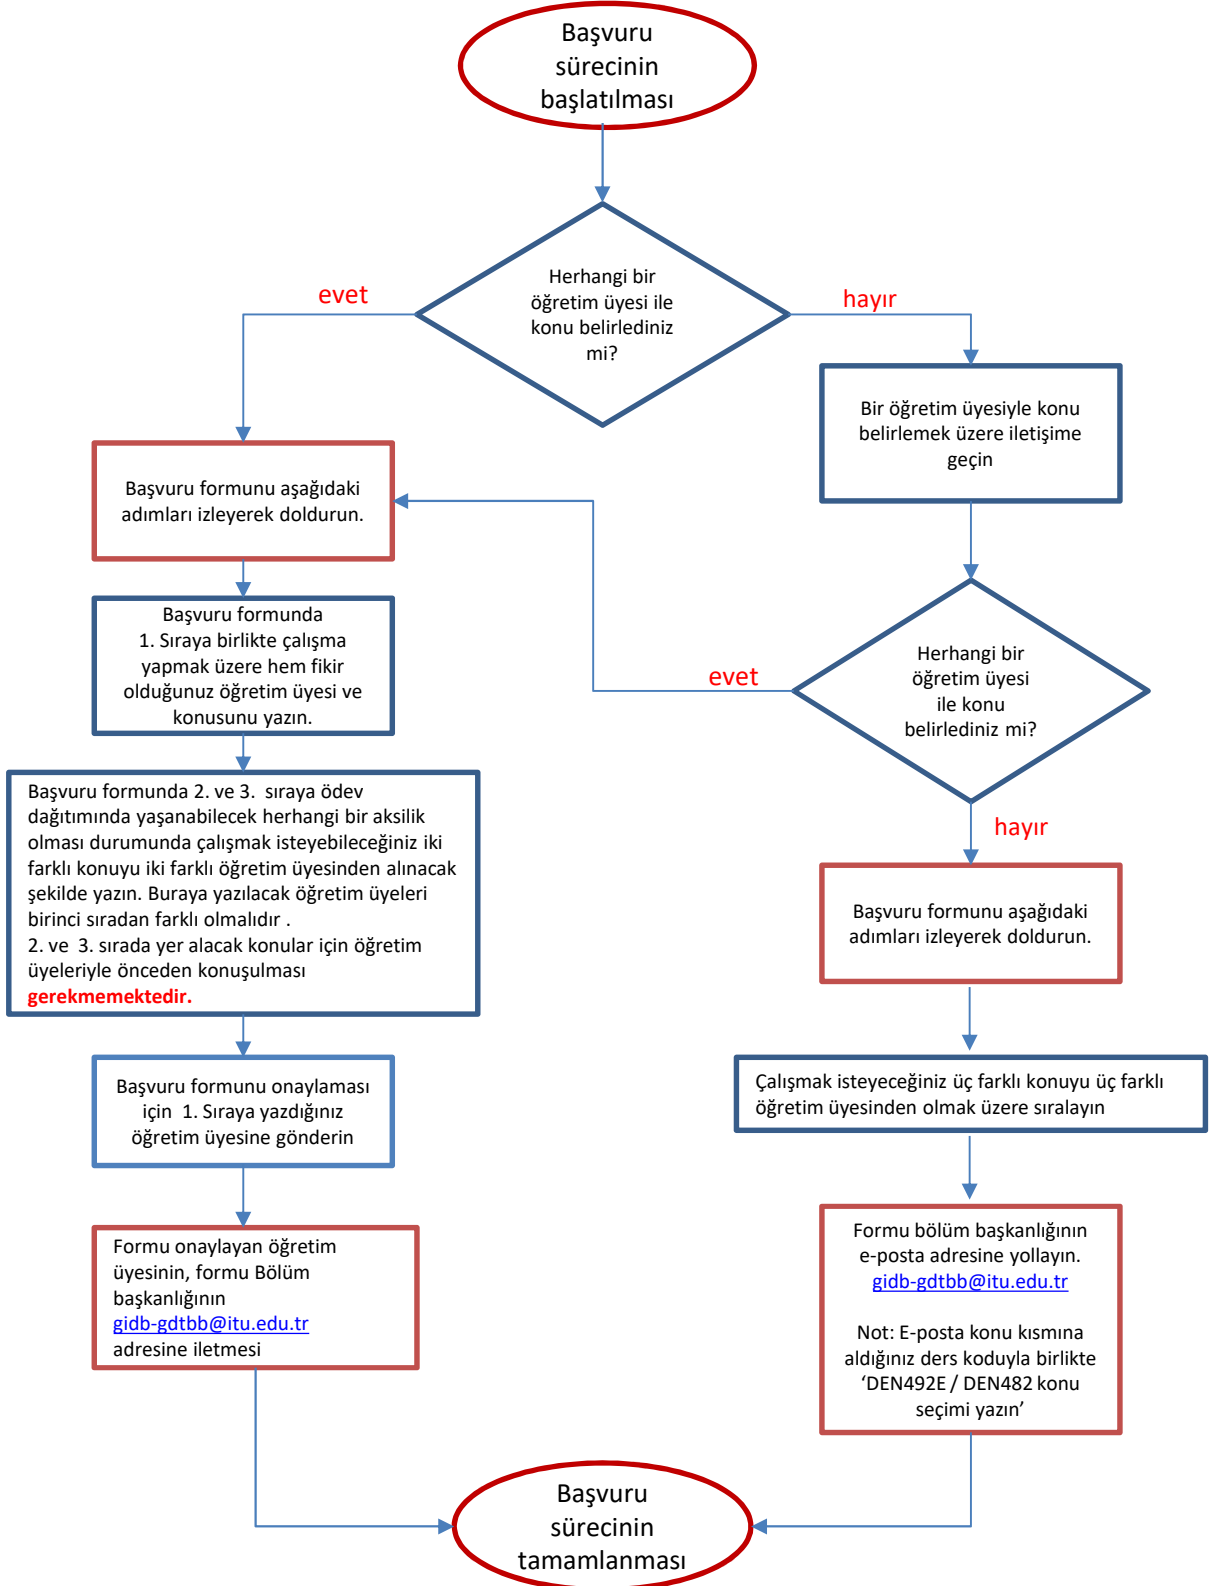 Başvuru
sürecinin
başlatılması
Herhangi bir
öğretim üyesi ile
konu belirlediniz
mi?
evet
hayır
Bir öğretim üyesiyle konu
belirlemek üzere iletişime
geçin
Başvuru formunu aşağıdaki
adımları izleyerek doldurun.
Başvuru formunda
1. Sıraya birlikte çalışma
yapmak üzere hem fikir
olduğunuz öğretim üyesi ve
konusunu yazın.
Herhangi bir
öğretim üyesi
ile konu
belirlediniz mi?
evet
hayır
Başvuru formunda 2. ve 3. sıraya ödev
dağıtımında yaşanabilecek herhangi bir aksilik
olması durumunda çalışmak isteyebileceğiniz iki
farklı konuyu iki farklı öğretim üyesinden alınacak
şekilde yazın. Buraya yazılacak öğretim üyeleri
birinci sıradan farklı olmalıdır .
2. ve 3. sırada yer alacak konular için öğretim
üyeleriyle önceden konuşulması
gerekmemektedir.
Başvuru formunu aşağıdaki
adımları izleyerek doldurun.
Başvuru formunu onaylaması
için 1. Sıraya yazdığınız
öğretim üyesine gönderin
Çalışmak isteyeceğiniz üç farklı konuyu üç farklı
öğretim üyesinden olmak üzere sıralayın
Formu onaylayan öğretim
üyesinin, formu Bölüm
başkanlığının
gidb-gdtbb@itu.edu.tr
adresine iletmesi
Formu bölüm başkanlığının
e-posta adresine yollayın.
gidb-gdtbb@itu.edu.tr
Not: E-posta konu kısmına
aldığınız ders koduyla birlikte
‘DEN492E / DEN482 konu
seçimi yazın’
Başvuru
sürecinin
tamamlanması